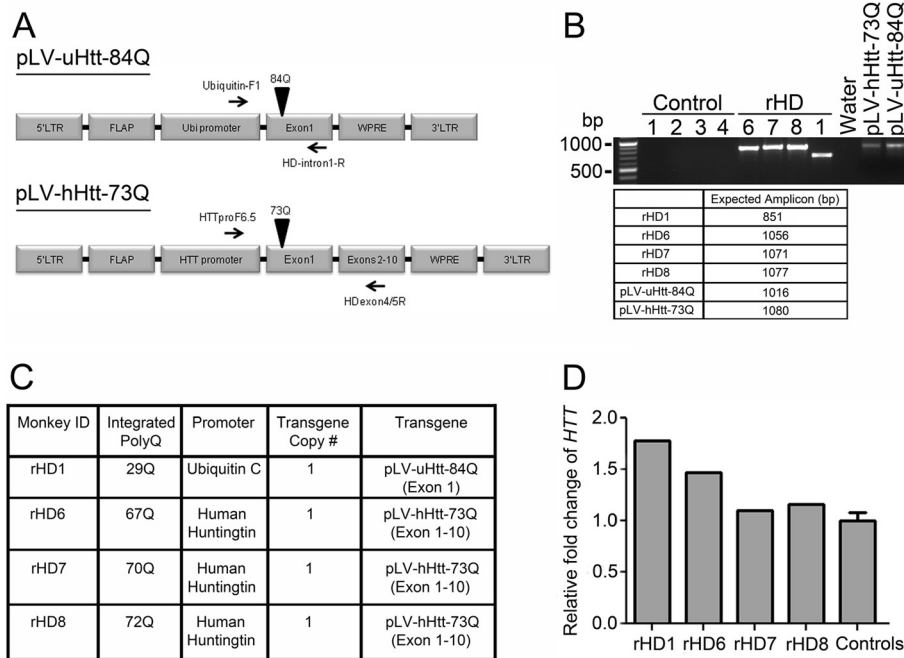 A
pLV-uHtt-84Q
Ubiquitin-F1
84Q
5'LTR
FLAP
Ubi promoter
Exon1
WPRE
3'LTR
HD-intron1-R
pLV-hHtt-73Q
HTTproF6.5
73Q
5'LTR
FLAP
HTT promoter
Exon1
Exons 2-10
WPRE
3'LTR
HDexon4/5R
B
Control
rHD
Water
pLV-hHtt-73Q
pLV-uHtt-84Q
bp
1 2 3 4 6 7 8 1
1000
500
Expected Amplicon (bp)
rHD1 851
rHD6 1056
rHD7 1071
rHD8 1077
pLV-uHtt-84Q 1016
pLV-hHtt-73Q 1080
C
Monkey ID Integrated PolyQ Promoter Transgene Copy # Transgene
rHD1 29Q Ubiquitin C 1 pLV-uHtt-84Q (Exon 1)
rHD6 67Q Human Huntingtin 1 pLV-hHtt-73Q (Exon 1-10)
rHD7 70Q Human Huntingtin 1 pLV-hHtt-73Q (Exon 1-10)
rHD8 72Q Human Huntingtin 1 pLV-hHtt-73Q (Exon 1-10)
D
Relative fold change of HTT
2.0
1.5
1.0
0.5
0.0
rHD1 rHD6 rHD7 rHD8 Controls